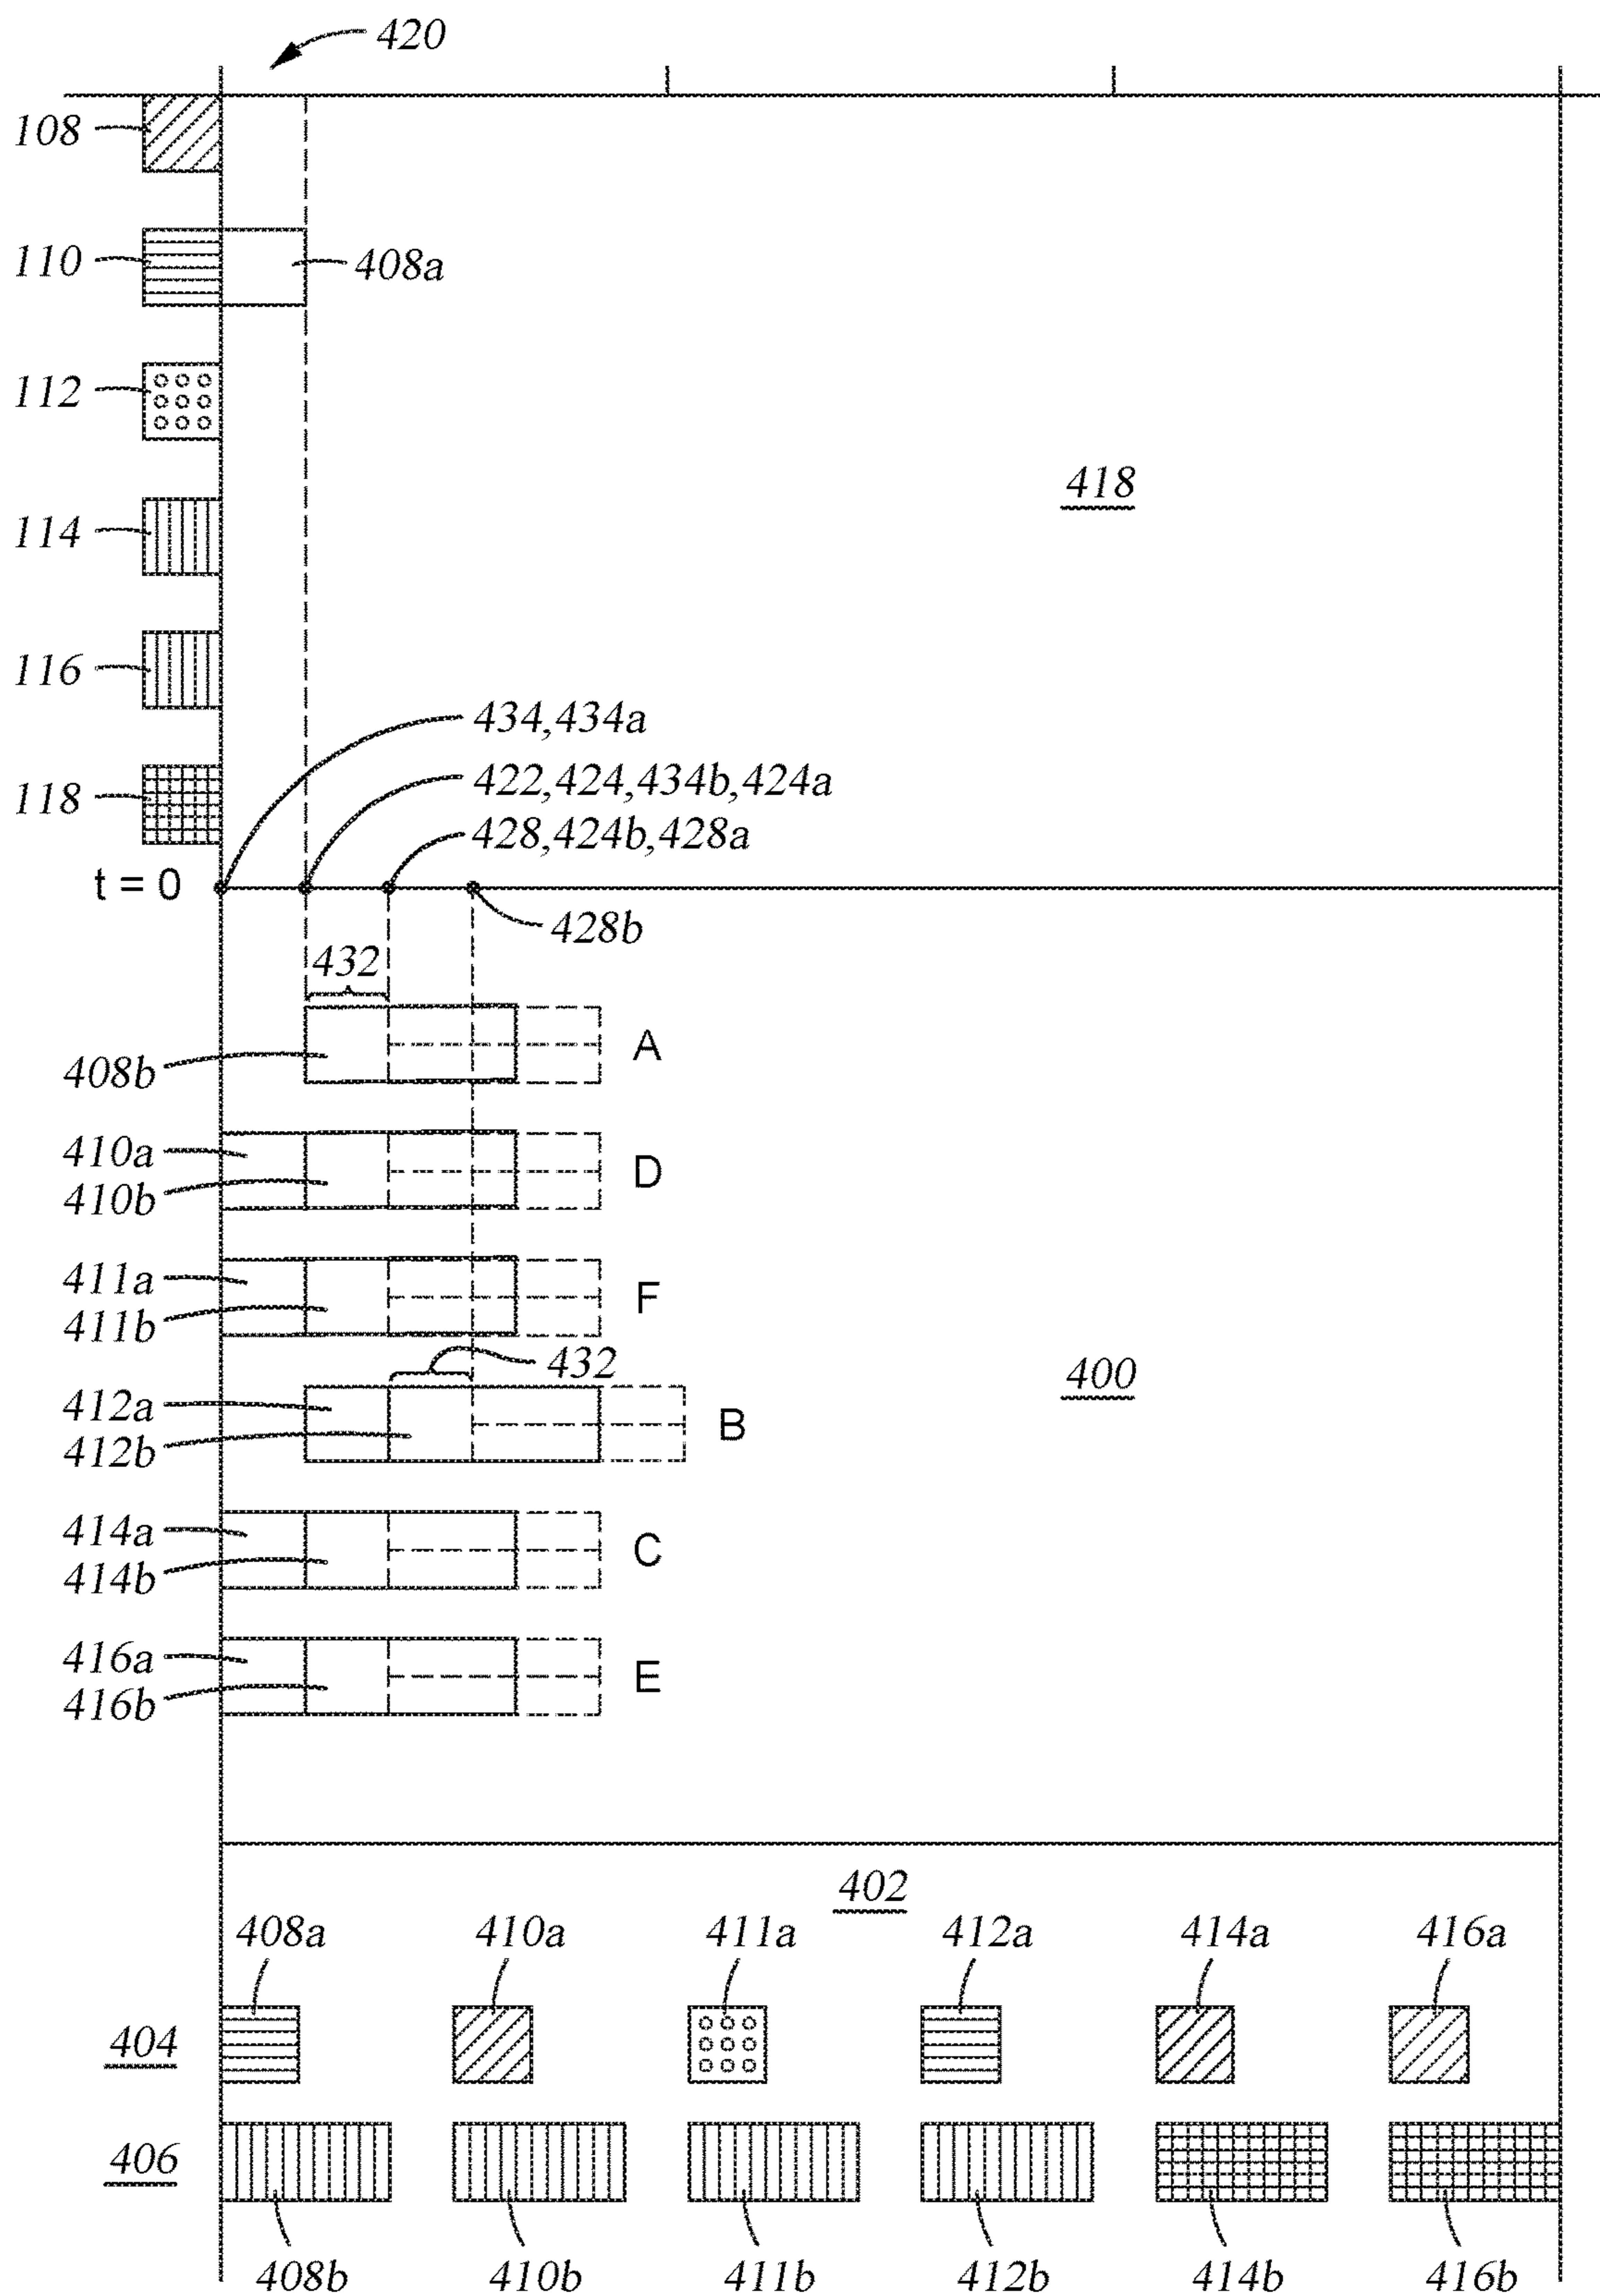 420
108
110
408a
112
418
114
116
434,434a
422,424,434b,424a
118
428,424b,428a
t = 0
428b
432
A
408b
410a
D
410b
411a
F
411b
432
400
412a
B
412b
414a
C
414b
416a
E
416b
402
408a 410a 411a 412a 414a 416a
404
406
408b 410b 411b 412b 414b 416b